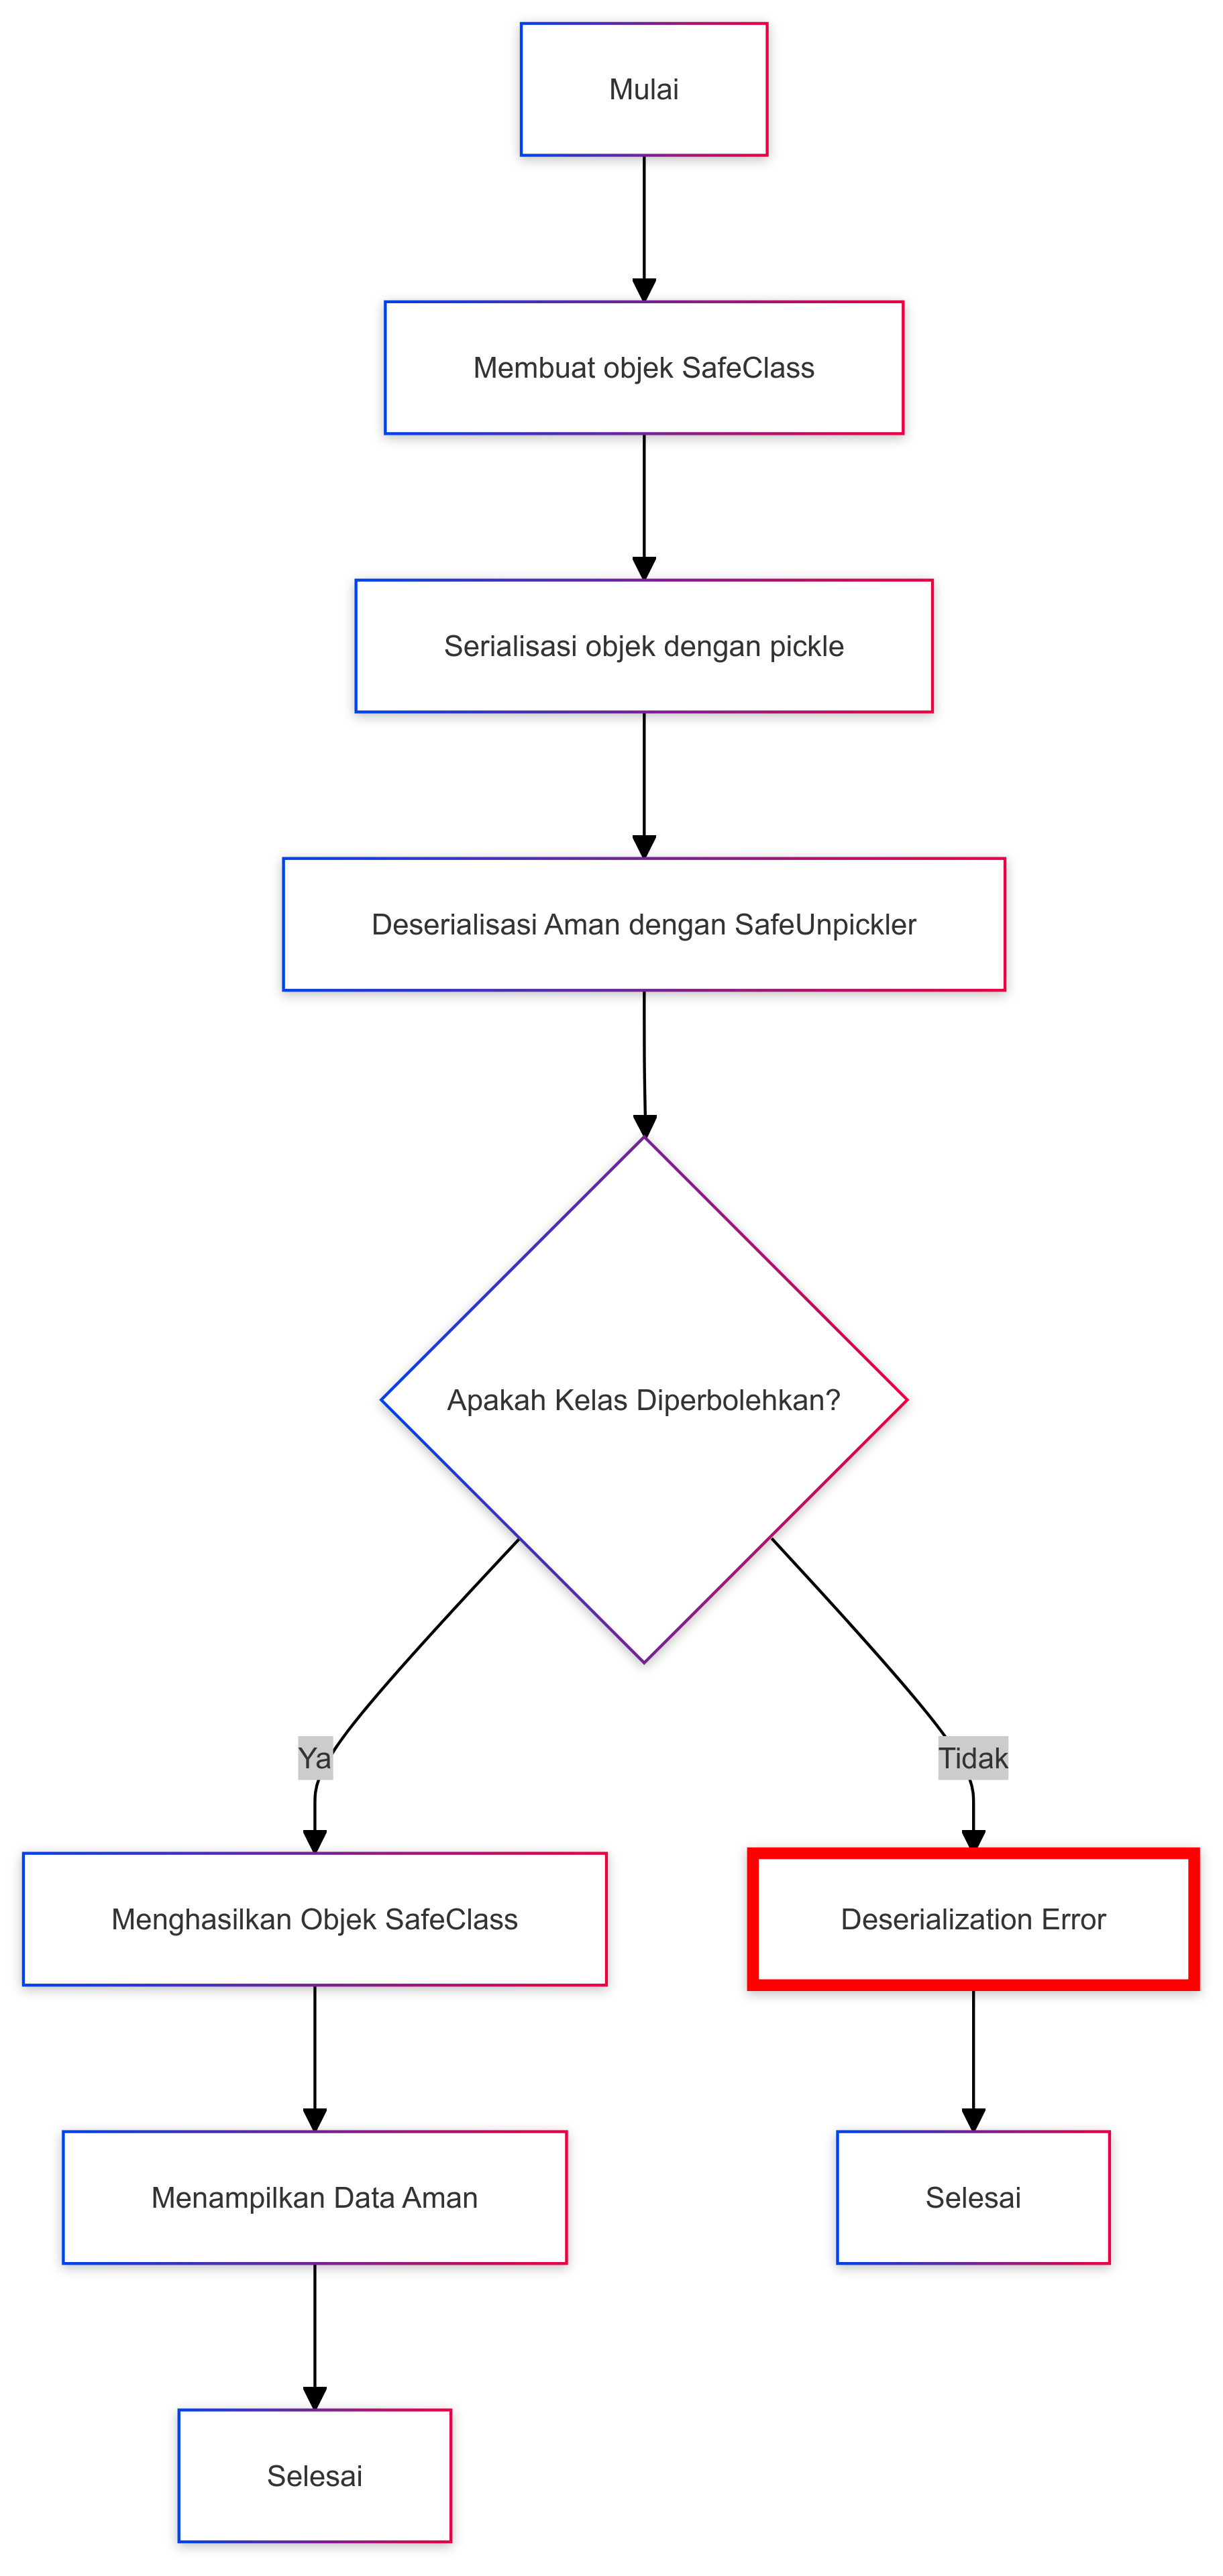 Mulai
Membuat objek SafeClass
Serialisasi objek dengan pickle
Deserialisasi Aman dengan SafeUnpickler
Apakah Kelas Diperbolehkan?
Ya
Tidak
Menghasilkan Objek SafeClass
Deserialization Error
Menampilkan Data Aman
Selesai
Selesai